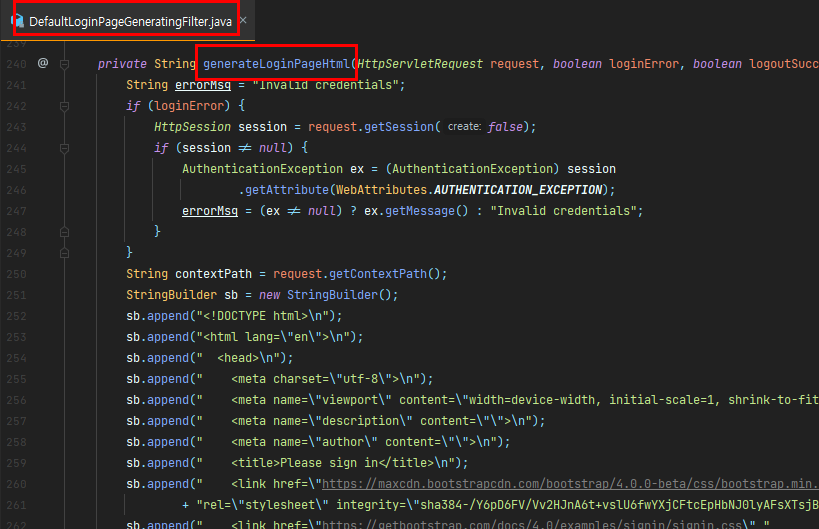 DefaultLoginPageGeneratingFilter.java ×
239
240 @ private String generateLoginPageHtml(HttpServletRequest request, boolean loginError, boolean logoutSucc
241 String errorMsg = "Invalid credentials";
242 if (loginError) {
243 HttpSession session = request.getSession( create: false);
244 if (session ≠ null) {
245 AuthenticationException ex = (AuthenticationException) session
246 .getAttribute(WebAttributes.AUTHENTICATION_EXCEPTION);
247 errorMsg = (ex ≠ null) ? ex.getMessage() : "Invalid credentials";
248 }
249 }
250 String contextPath = request.getContextPath();
251 StringBuilder sb = new StringBuilder();
252 sb.append("<!DOCTYPE html>\n");
253 sb.append("<html lang=\"en\">\n");
254 sb.append("  <head>\n");
255 sb.append("    <meta charset=\"utf-8\">\n");
256 sb.append("    <meta name=\"viewport\" content=\"width=device-width, initial-scale=1, shrink-to-fit
257 sb.append("    <meta name=\"description\" content=\"\">\n");
258 sb.append("    <meta name=\"author\" content=\"\">\n");
259 sb.append("    <title>Please sign in</title>\n");
260 sb.append("    <link href=\"https://maxcdn.bootstrapcdn.com/bootstrap/4.0.0-beta/css/bootstrap.min.
261 + "rel=\"stylesheet\" integrity=\"sha384-/Y6pD6FV/Vv2HJnA6t+vslU6fwYXjCFtcEpHbNJ0lyAFsXTsjB
262 sb.append("    <link href=\"https://getbootstrap.com/docs/4.0/examples/signin/signin.css\" "